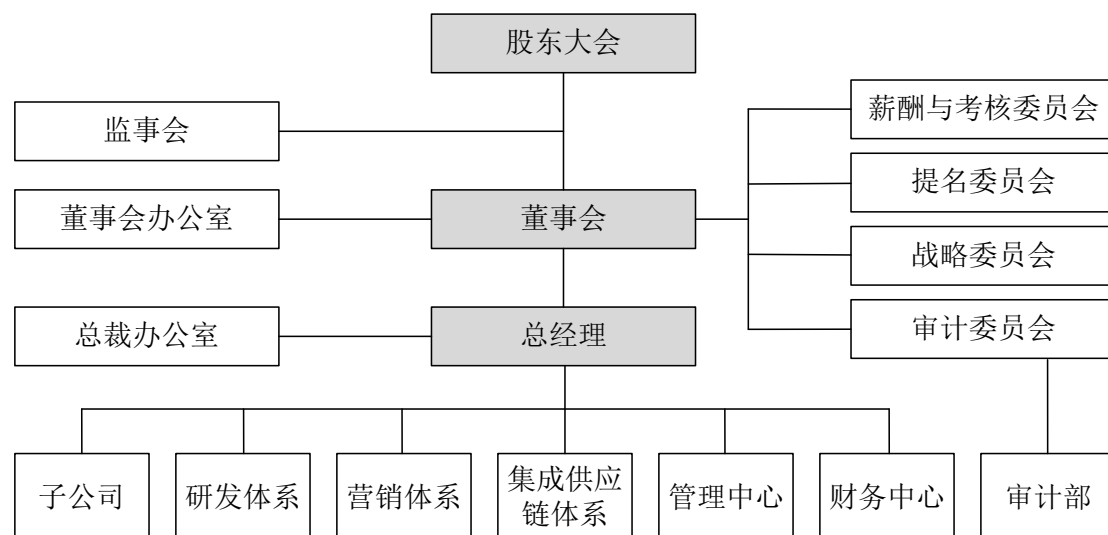 股东大会
监事会
薪酬与考核委员会
提名委员会
董事会办公室
董事会
战略委员会
总裁办公室
总经理
审计委员会
子公司
研发体系
营销体系
集成供应
链体系
管理中心
财务中心
审计部